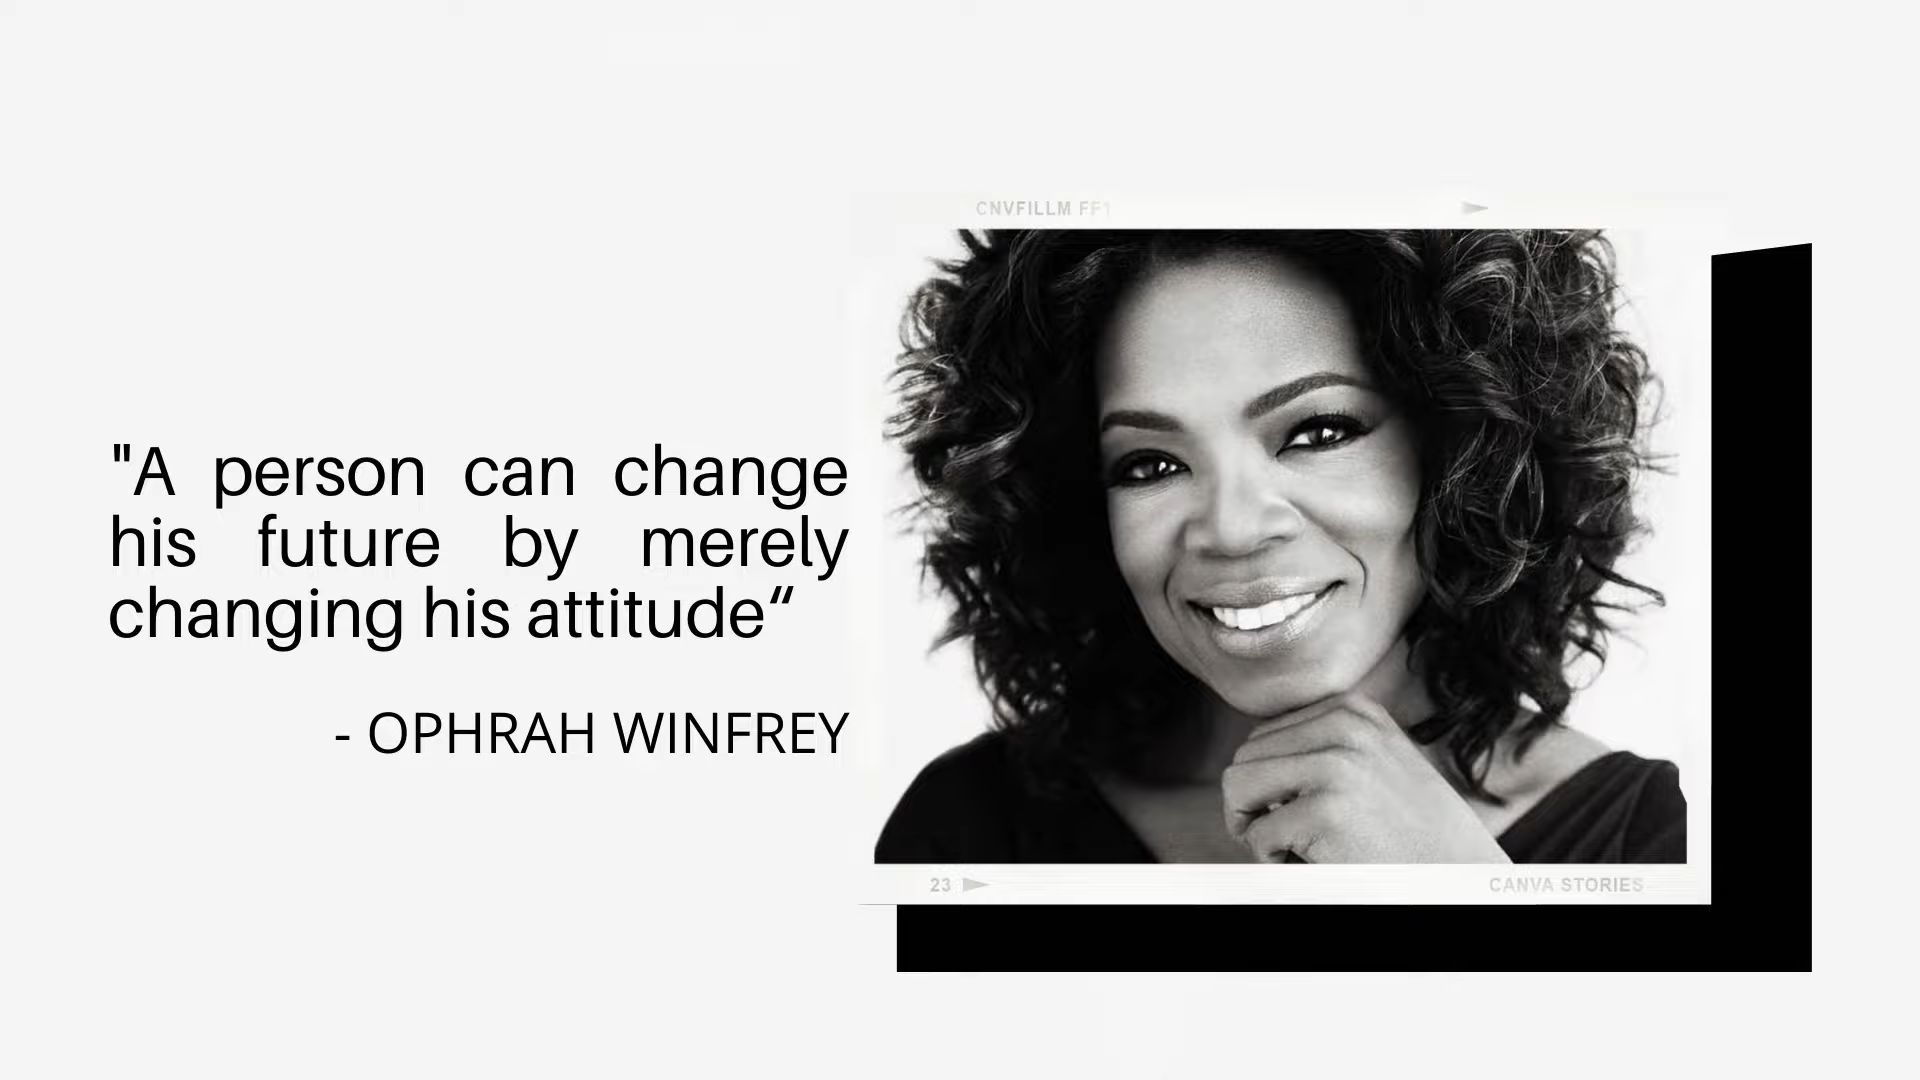 CNVFILLM FF1
"A person can change
his future by merely
changing his attitude“
- OPHRAH WINFREY
23
CANVA STORIES